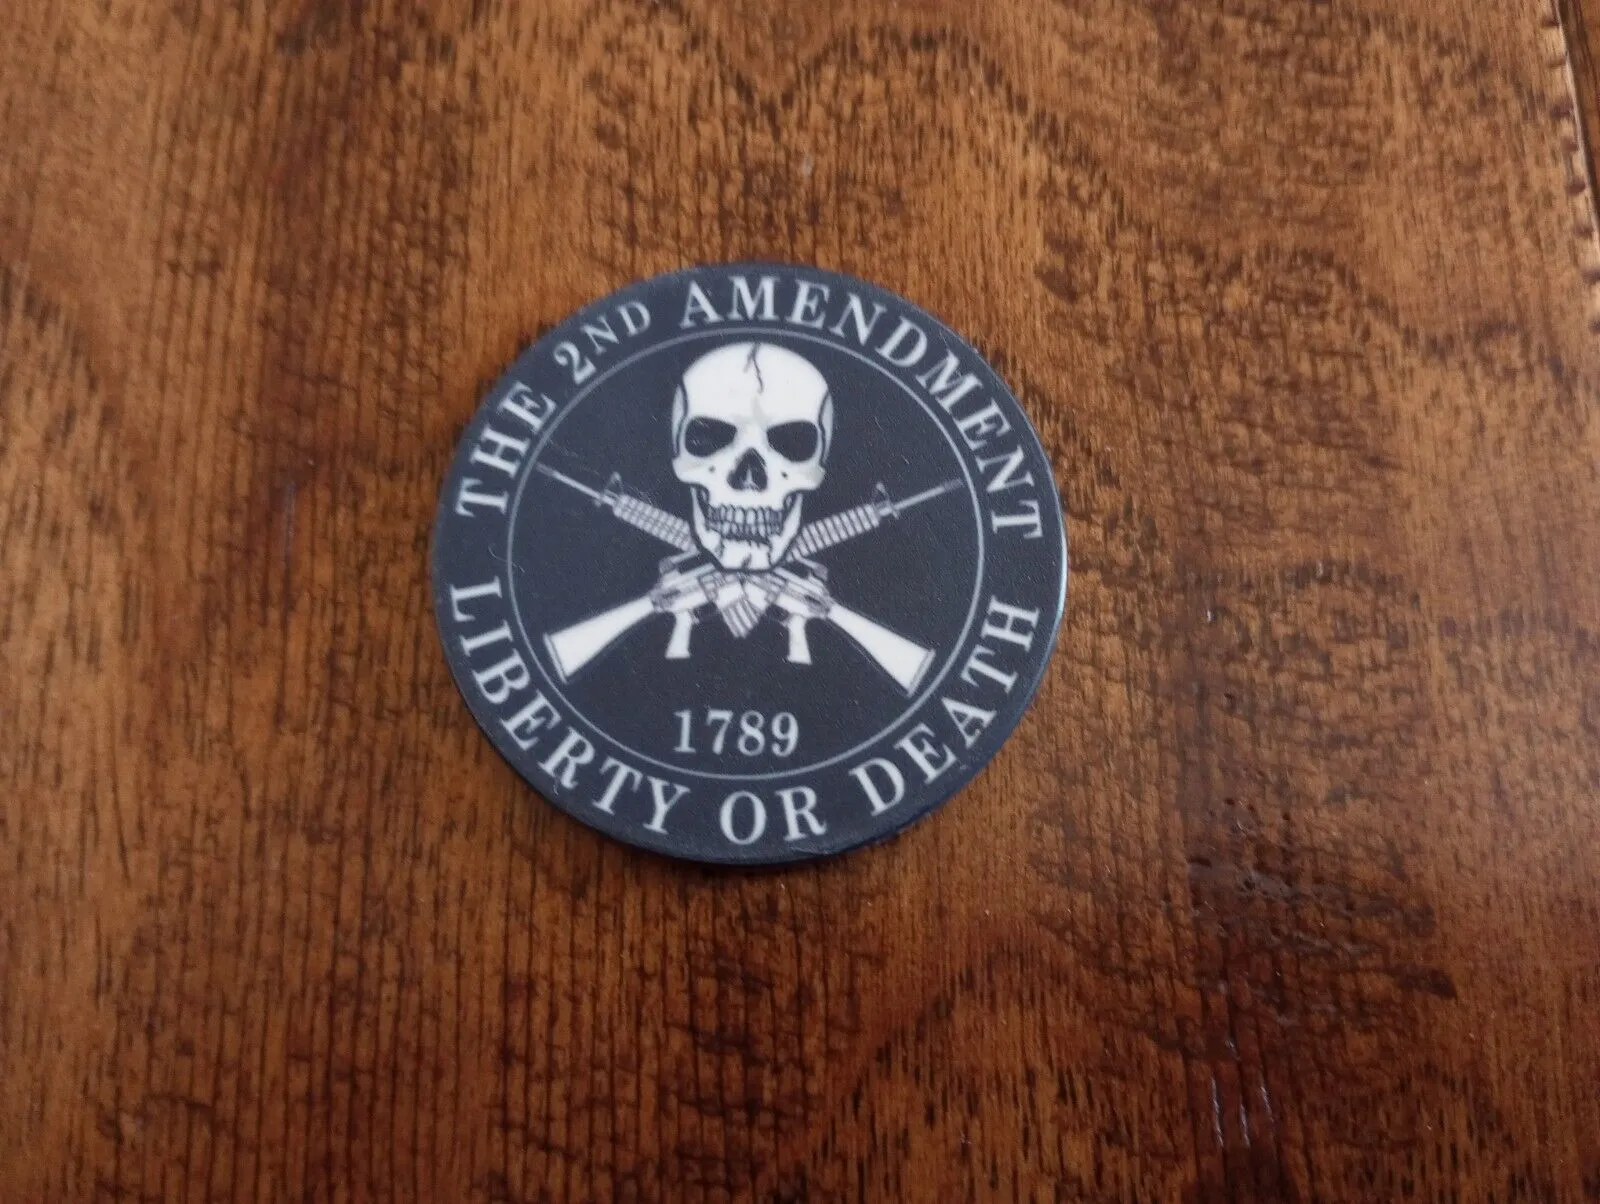 THE 2ND AMENDMENT
1789
LIBERTY OR DEATH